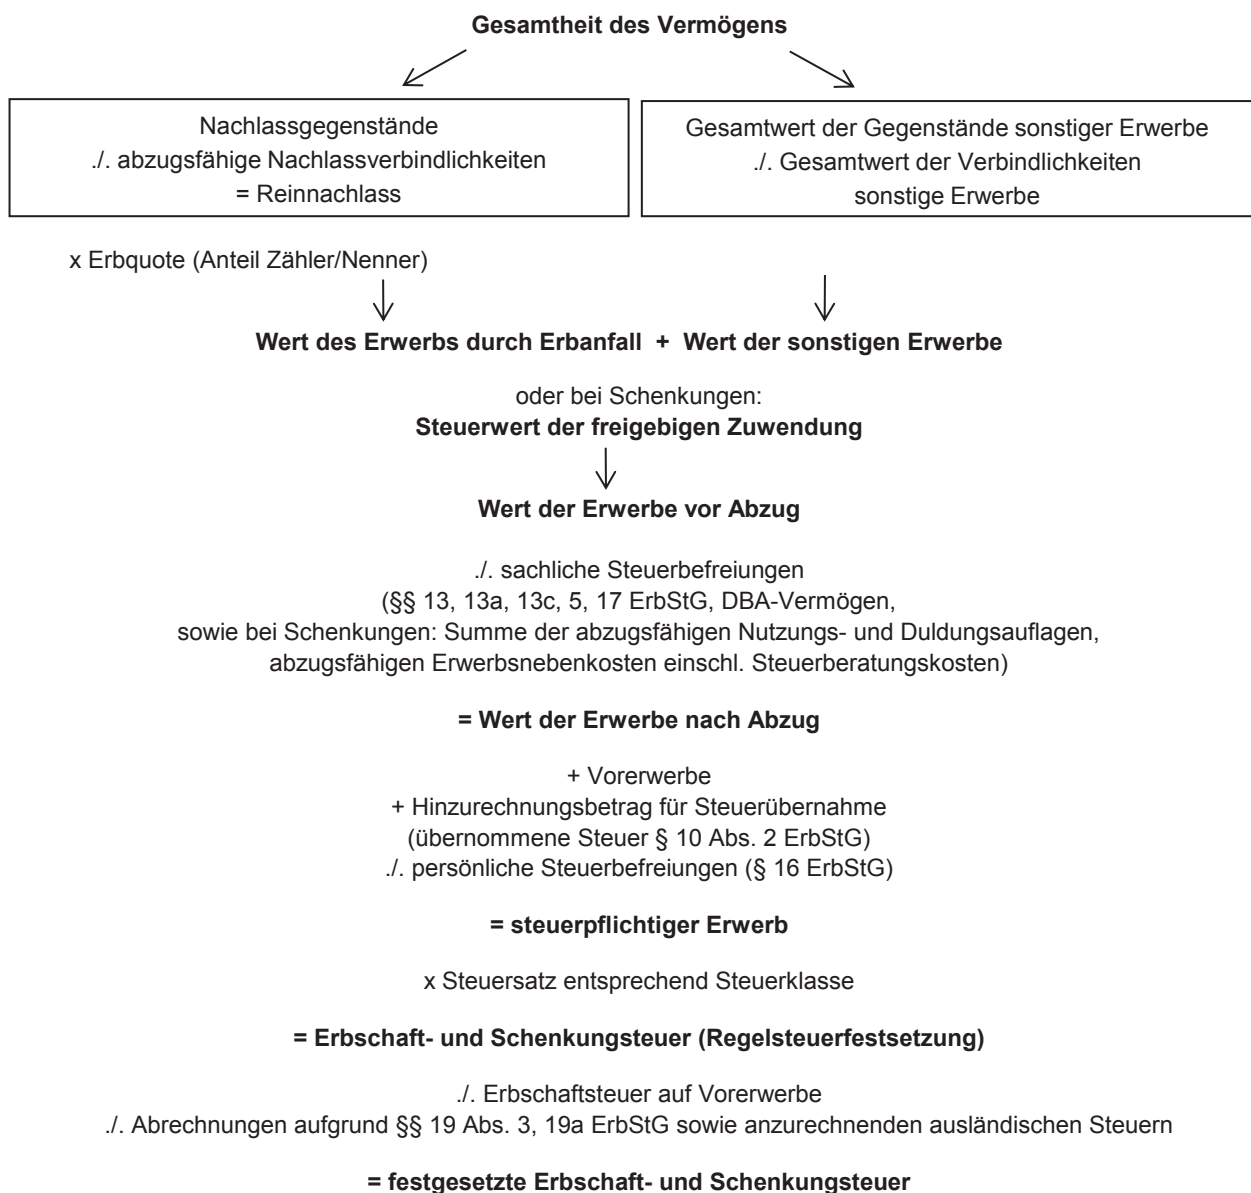 Gesamtheit des Vermögens
Nachlassgegenstände
./. abzugsfähige Nachlassverbindlichkeiten
= Reinnachlass
Gesamtwert der Gegenstände sonstiger Erwerbe
./. Gesamtwert der Verbindlichkeiten
sonstige Erwerbe
x Erbquote (Anteil Zähler/Nenner)
Wert des Erwerbs durch Erbanfall + Wert der sonstigen Erwerbe
oder bei Schenkungen:
Steuerwert der freigebigen Zuwendung
Wert der Erwerbe vor Abzug
./. sachliche Steuerbefreiungen
(§§ 13, 13a, 13c, 5, 17 ErbStG, DBA-Vermögen,
sowie bei Schenkungen: Summe der abzugsfähigen Nutzungs- und Duldungsauflagen,
abzugsfähigen Erwerbsnebenkosten einschl. Steuerberatungskosten)
= Wert der Erwerbe nach Abzug
+ Vorerwerbe
+ Hinzurechnungsbetrag für Steuerübernahme
(übernommene Steuer § 10 Abs. 2 ErbStG)
./. persönliche Steuerbefreiungen (§ 16 ErbStG)
= steuerpflichtiger Erwerb
x Steuersatz entsprechend Steuerklasse
= Erbschaft- und Schenkungsteuer (Regelsteuerfestsetzung)
./. Erbschaftsteuer auf Vorerwerbe
./. Abrechnungen aufgrund §§ 19 Abs. 3, 19a ErbStG sowie anzurechnenden ausländischen Steuern
= festgesetzte Erbschaft- und Schenkungsteuer